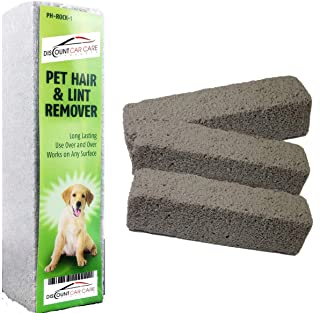 PH-ROCK-1
DISCOUNT CAR CARE
PET HAIR
& LINT
REMOVER
Long Lasting
Use Over and Over
Works on Any Surface
DISCOUNT CAR CARE